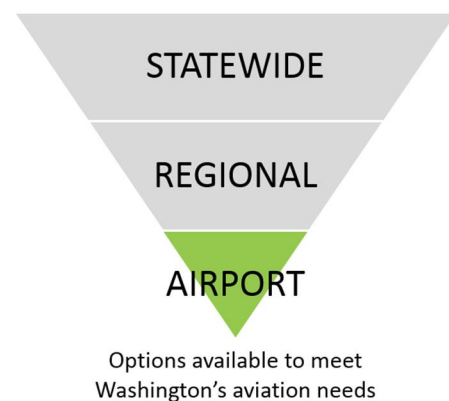 STATEWIDE
REGIONAL
AIRPORT
Options available to meet
Washington’s aviation needs